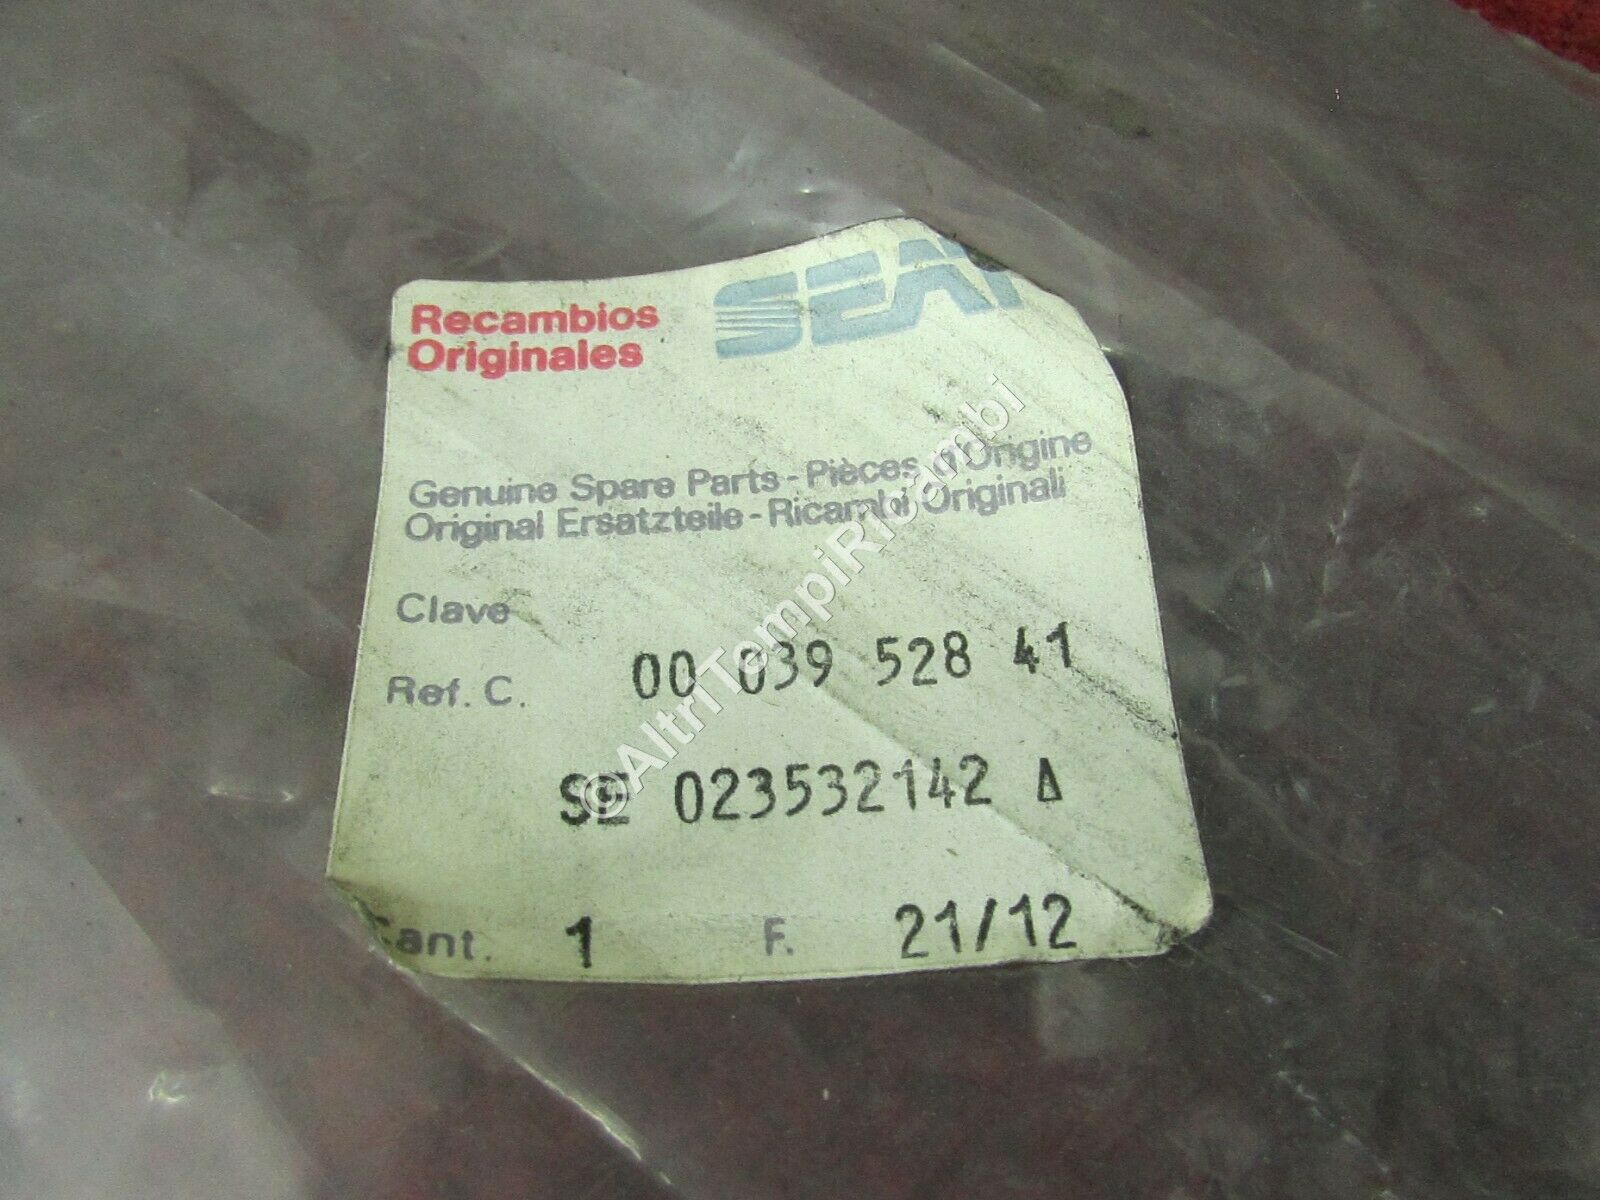 Recambios
Originales
SEAT
Genuine Spare Parts - Pièces d'Origine
Original Ersatzteile - Ricambi Originali
Clave
Ref. C.
00 039 528 41
SE 023532142 A
Cant. 1 F. 21/12
©AltriTempiRicambi